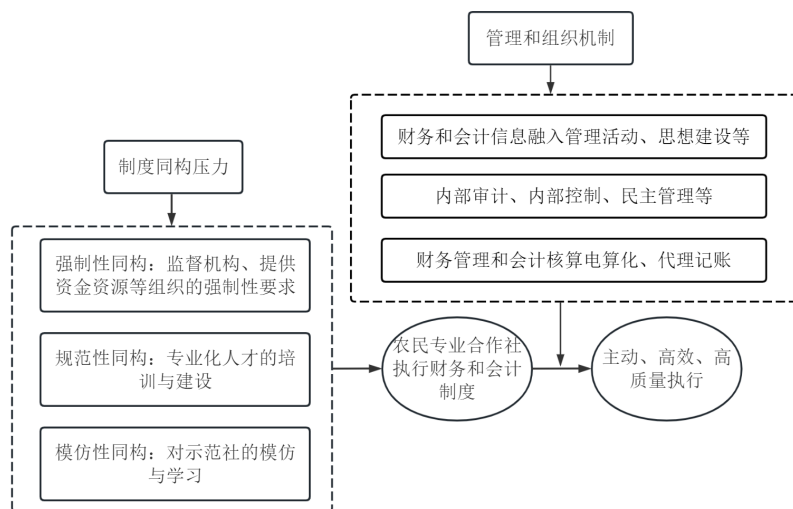 管理和组织机制
财务和会计信息融入管理活动、思想建设等
内部审计、内部控制、民主管理等
财务管理和会计核算电算化、代理记账
制度同构压力
强制性同构：监督机构、提供
资金资源等组织的强制性要求
规范性同构：专业化人才的培
训与建设
模仿性同构：对示范社的模仿
与学习
农民专业合作社
执行财务和会计
制度
主动、高效、高
质量执行